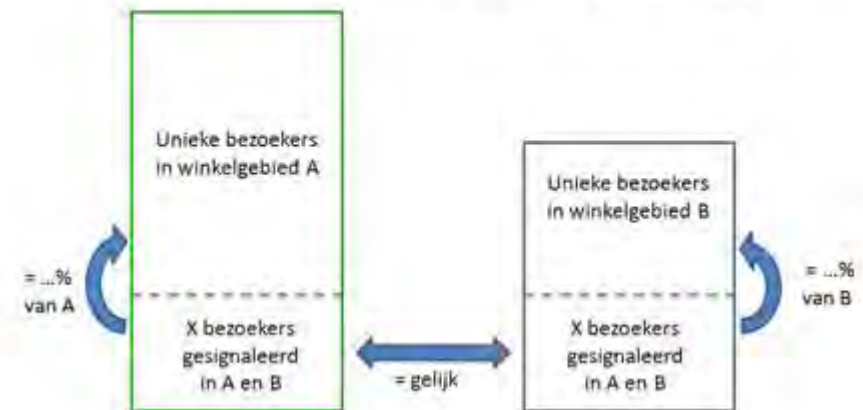 Unieke bezoekers
in winkelgebied A
Unieke bezoekers
in winkelgebied B
= ...%
van A
= ...%
van B
X bezoekers
gesignaleerd
in A en B
= gelijk
X bezoekers
gesignaleerd
in A en B